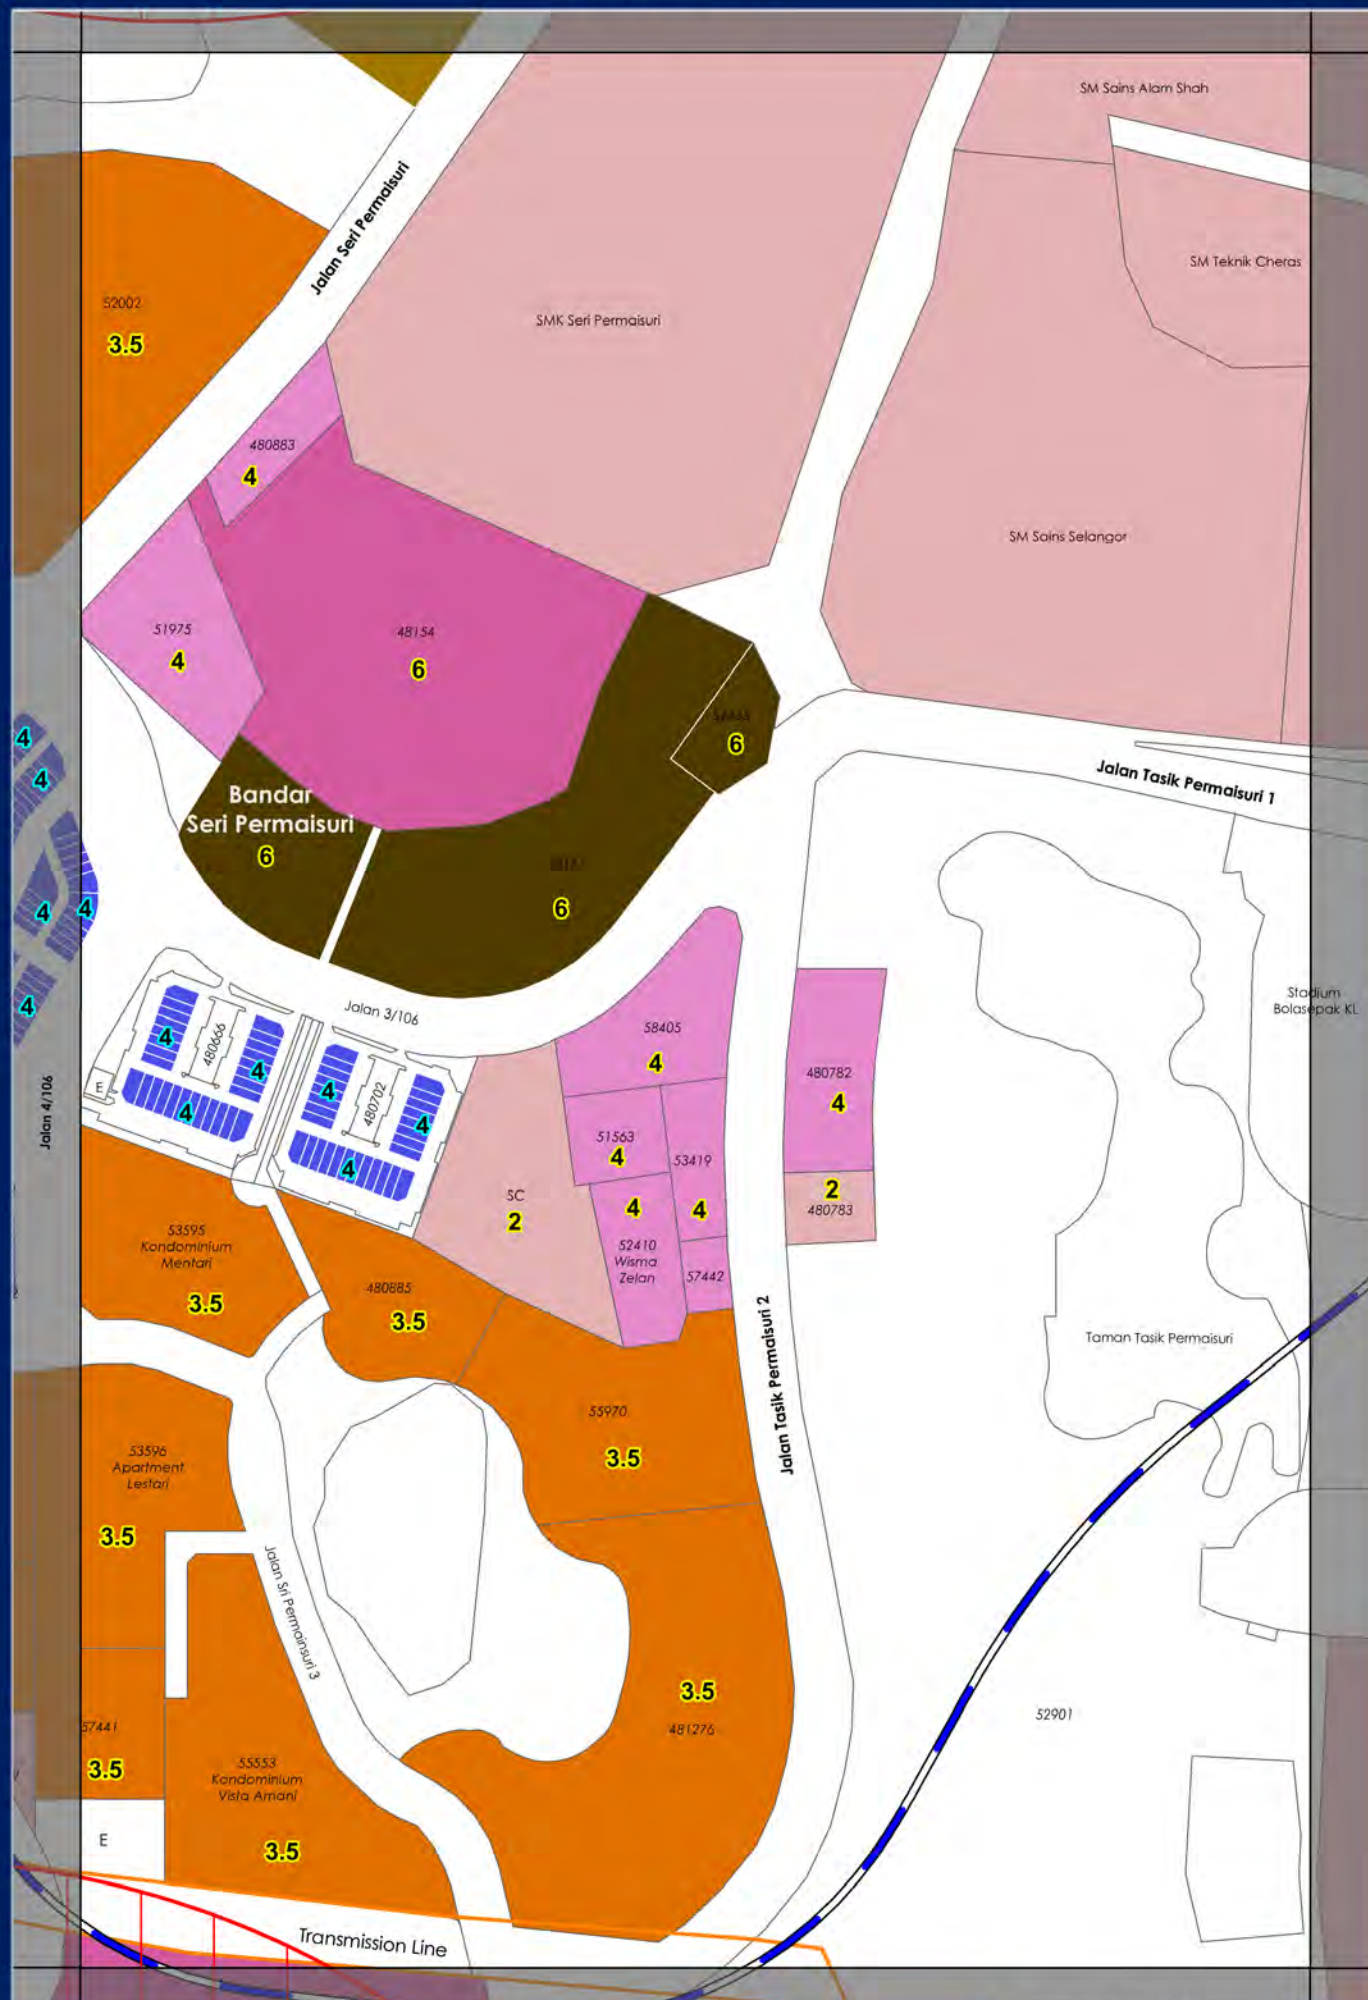 SM Sains Alam Shah
Jalan Seri Permaisuri
SM Teknik Cheras
52002
3.5
SMK Seri Permaisuri
480883
4
SM Sains Selangor
51975
4
48154
6
6
Jalan Tasik Permaisuri 1
Bandar
Seri Permaisuri
6
6
4
4
4
4
4
Stadium
Bolasepak KL
Jalan 3/106
58405
4
480666
4
4
4
E
480702
4
4
4
480782
4
Jalan 4/106
51563
4
53419
4
SC
2
4
52410
Wisma
Zelan
57442
2
480783
53595
Kondominium
Mentari
3.5
480885
3.5
Jalan Tasik Permaisuri 2
Taman Tasik Permaisuri
55970
3.5
53596
Apartment
Lestari
3.5
Jalan Sri Permainsuri 3
3.5
481276
52901
57441
3.5
55553
Kondominium
Vista Amani
3.5
E
Transmission Line